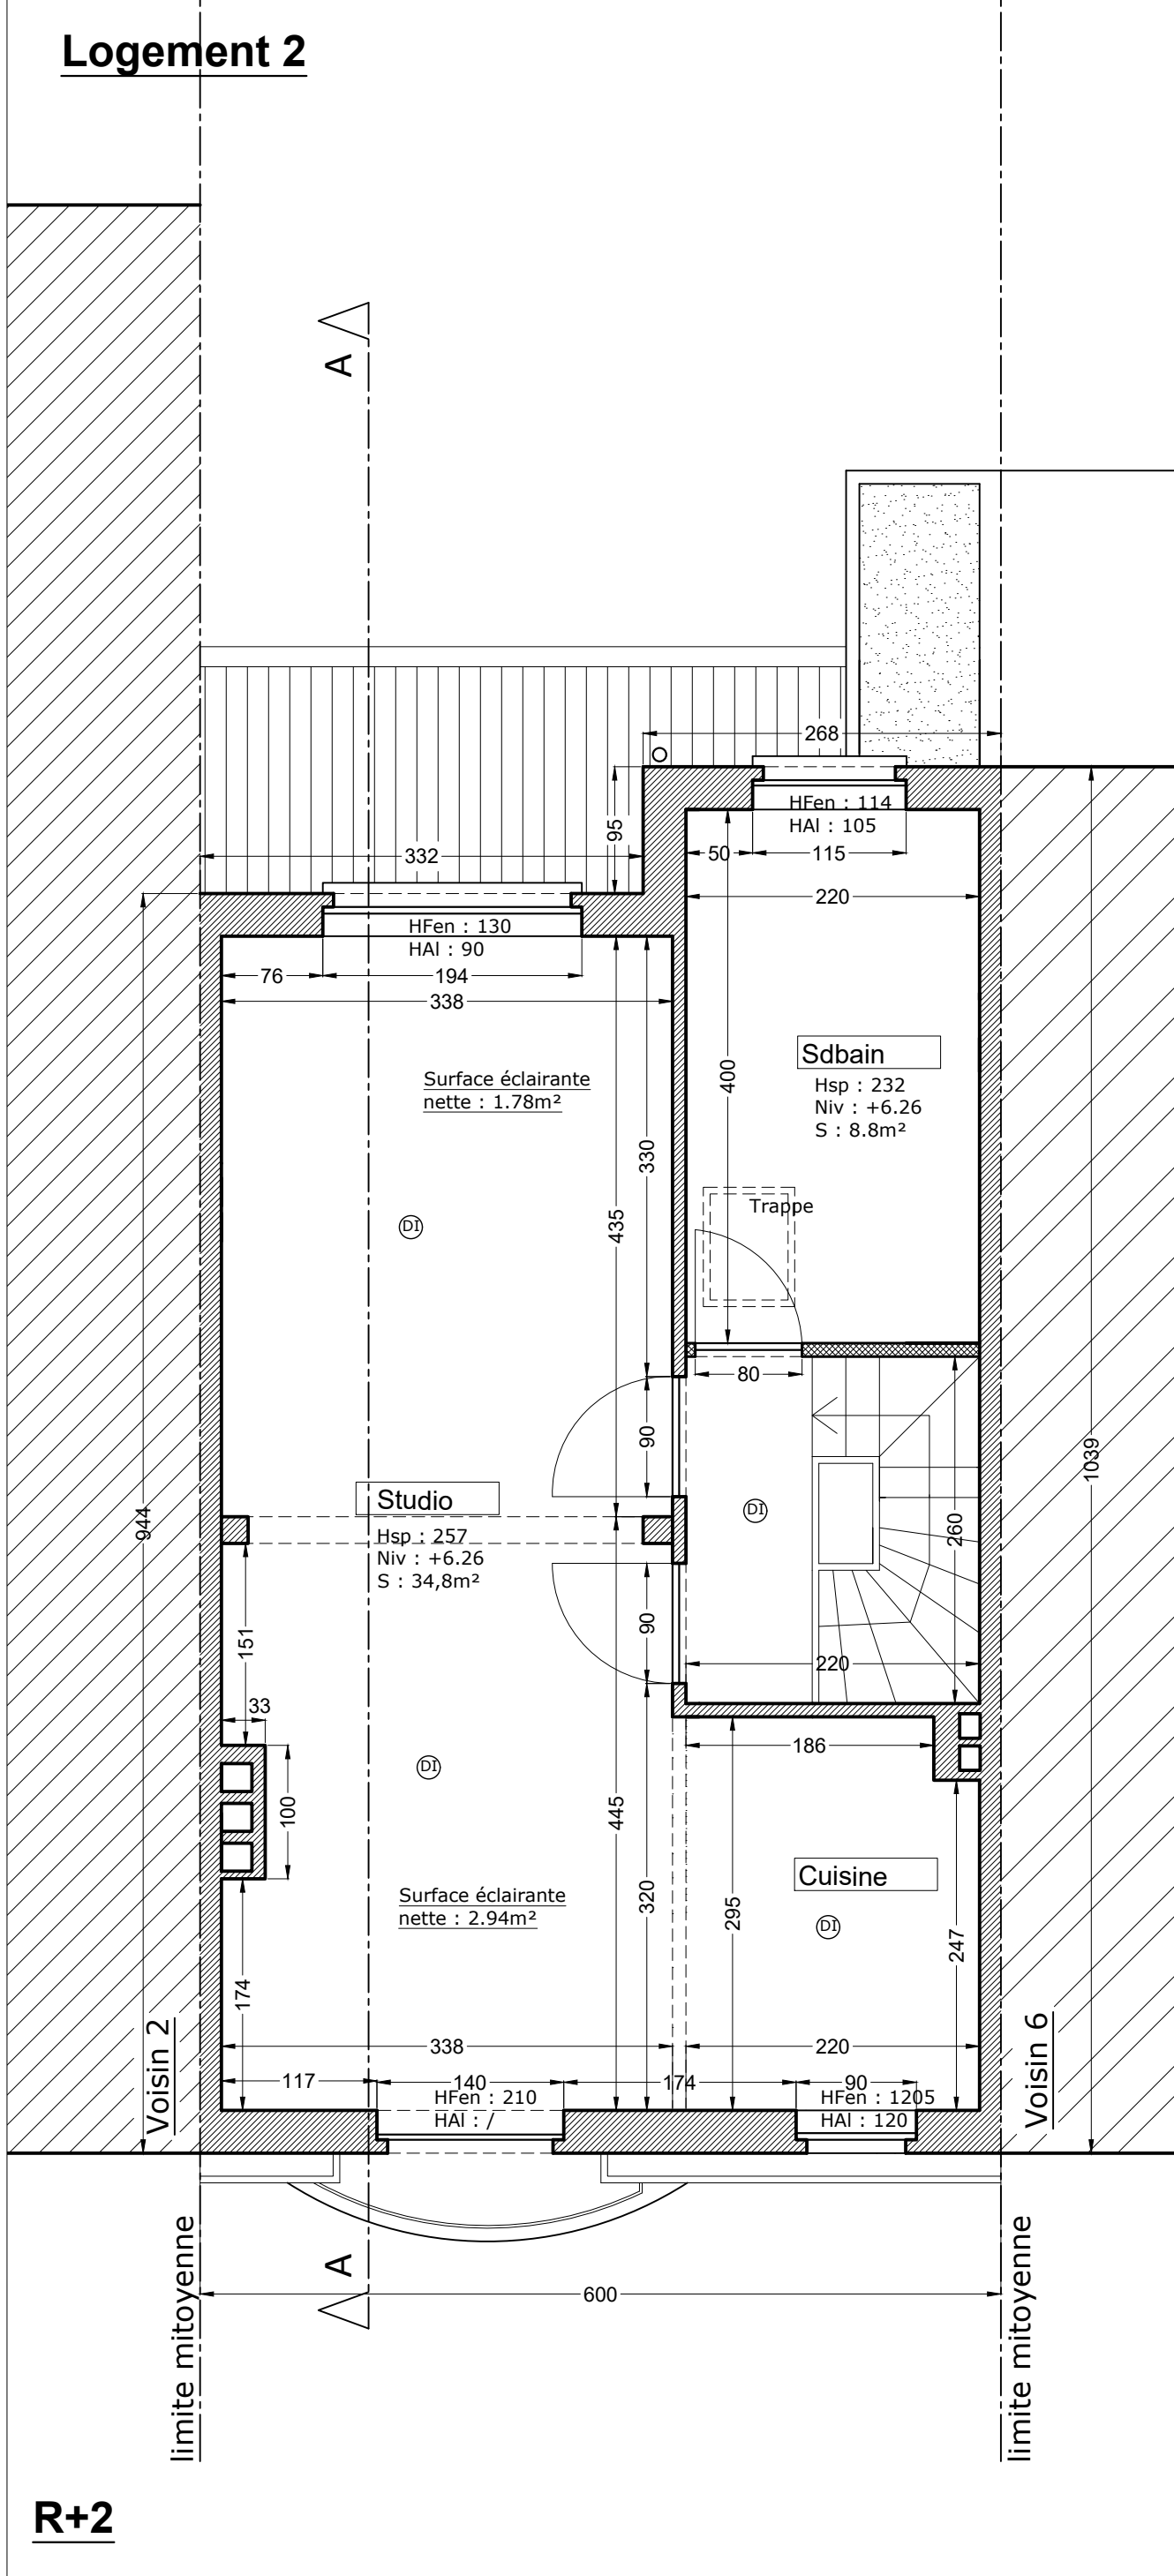 Logement 2
A
268
HFen : 114
HAl : 105
95
332
50
115
220
HFen : 130
HAl : 90
76
194
338
Sdbain
Hsp : 232
Niv : +6.26
S : 8.8m²
Surface éclairante
nette : 1.78m²
400
330
435
Trappe
DI
80
90
1039
944
Studio
Hsp : 257
Niv : +6.26
S : 34,8m²
DI
260
151
90
220
33
186
DI
100
445
Cuisine
Surface éclairante
nette : 2.94m²
320
295
DI
247
174
Voisin 2
Voisin 6
338
220
117
140
174
90
HFen : 210
HAl : /
HFen : 1205
HAl : 120
limite mitoyenne
A
600
limite mitoyenne
R+2